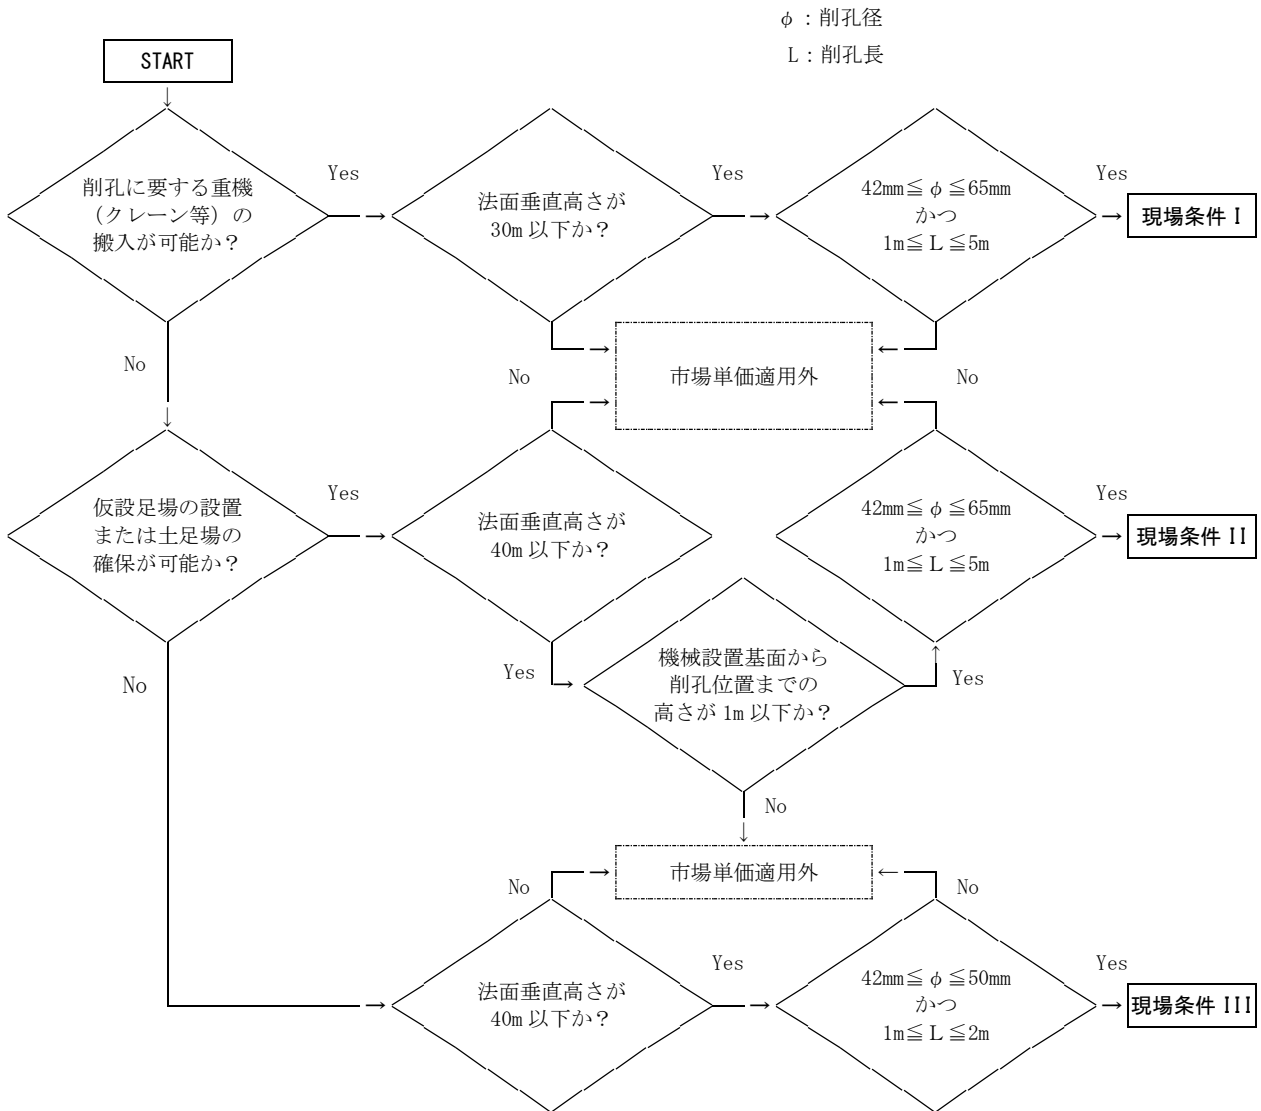 φ：削孔径
L：削孔長
START
↓
削孔に要する重機
（クレーン等）の
搬入が可能か？
Yes
→
法面垂直高さが
30m 以下か？
Yes
→
42mm≦φ≦65mm
かつ
1m≦L≦5m
Yes
→
現場条件 I
No
↓
→
市場単価適用外
←
No
No
→
←
仮設足場の設置
または土足場の
確保が可能か？
Yes
→
法面垂直高さが
40m 以下か？
42mm≦φ≦65mm
かつ
1m≦L≦5m
Yes
→
現場条件 II
No
Yes
→
機械設置基面から
削孔位置までの
高さが 1m 以下か？
↑
Yes
No
↓
No
→
市場単価適用外
←
No
→
法面垂直高さが
40m 以下か？
Yes
→
42mm≦φ≦50mm
かつ
1m≦L≦2m
Yes
→
現場条件 III